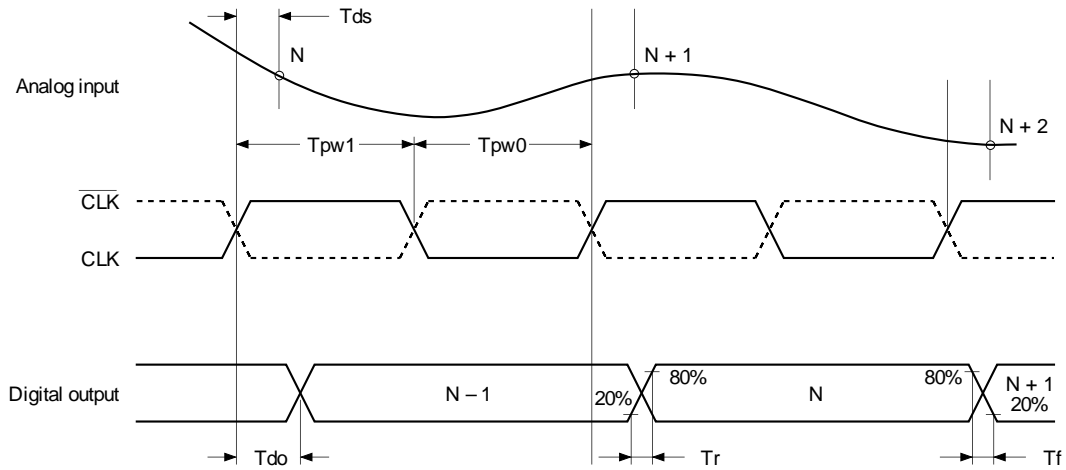 Tds
N
N + 1
Analog input
N + 2
Tpw1
Tpw0
CLK
CLK
80%
80%
N + 1
Digital output
N – 1
N
20%
20%
Tdo
Tr
Tf